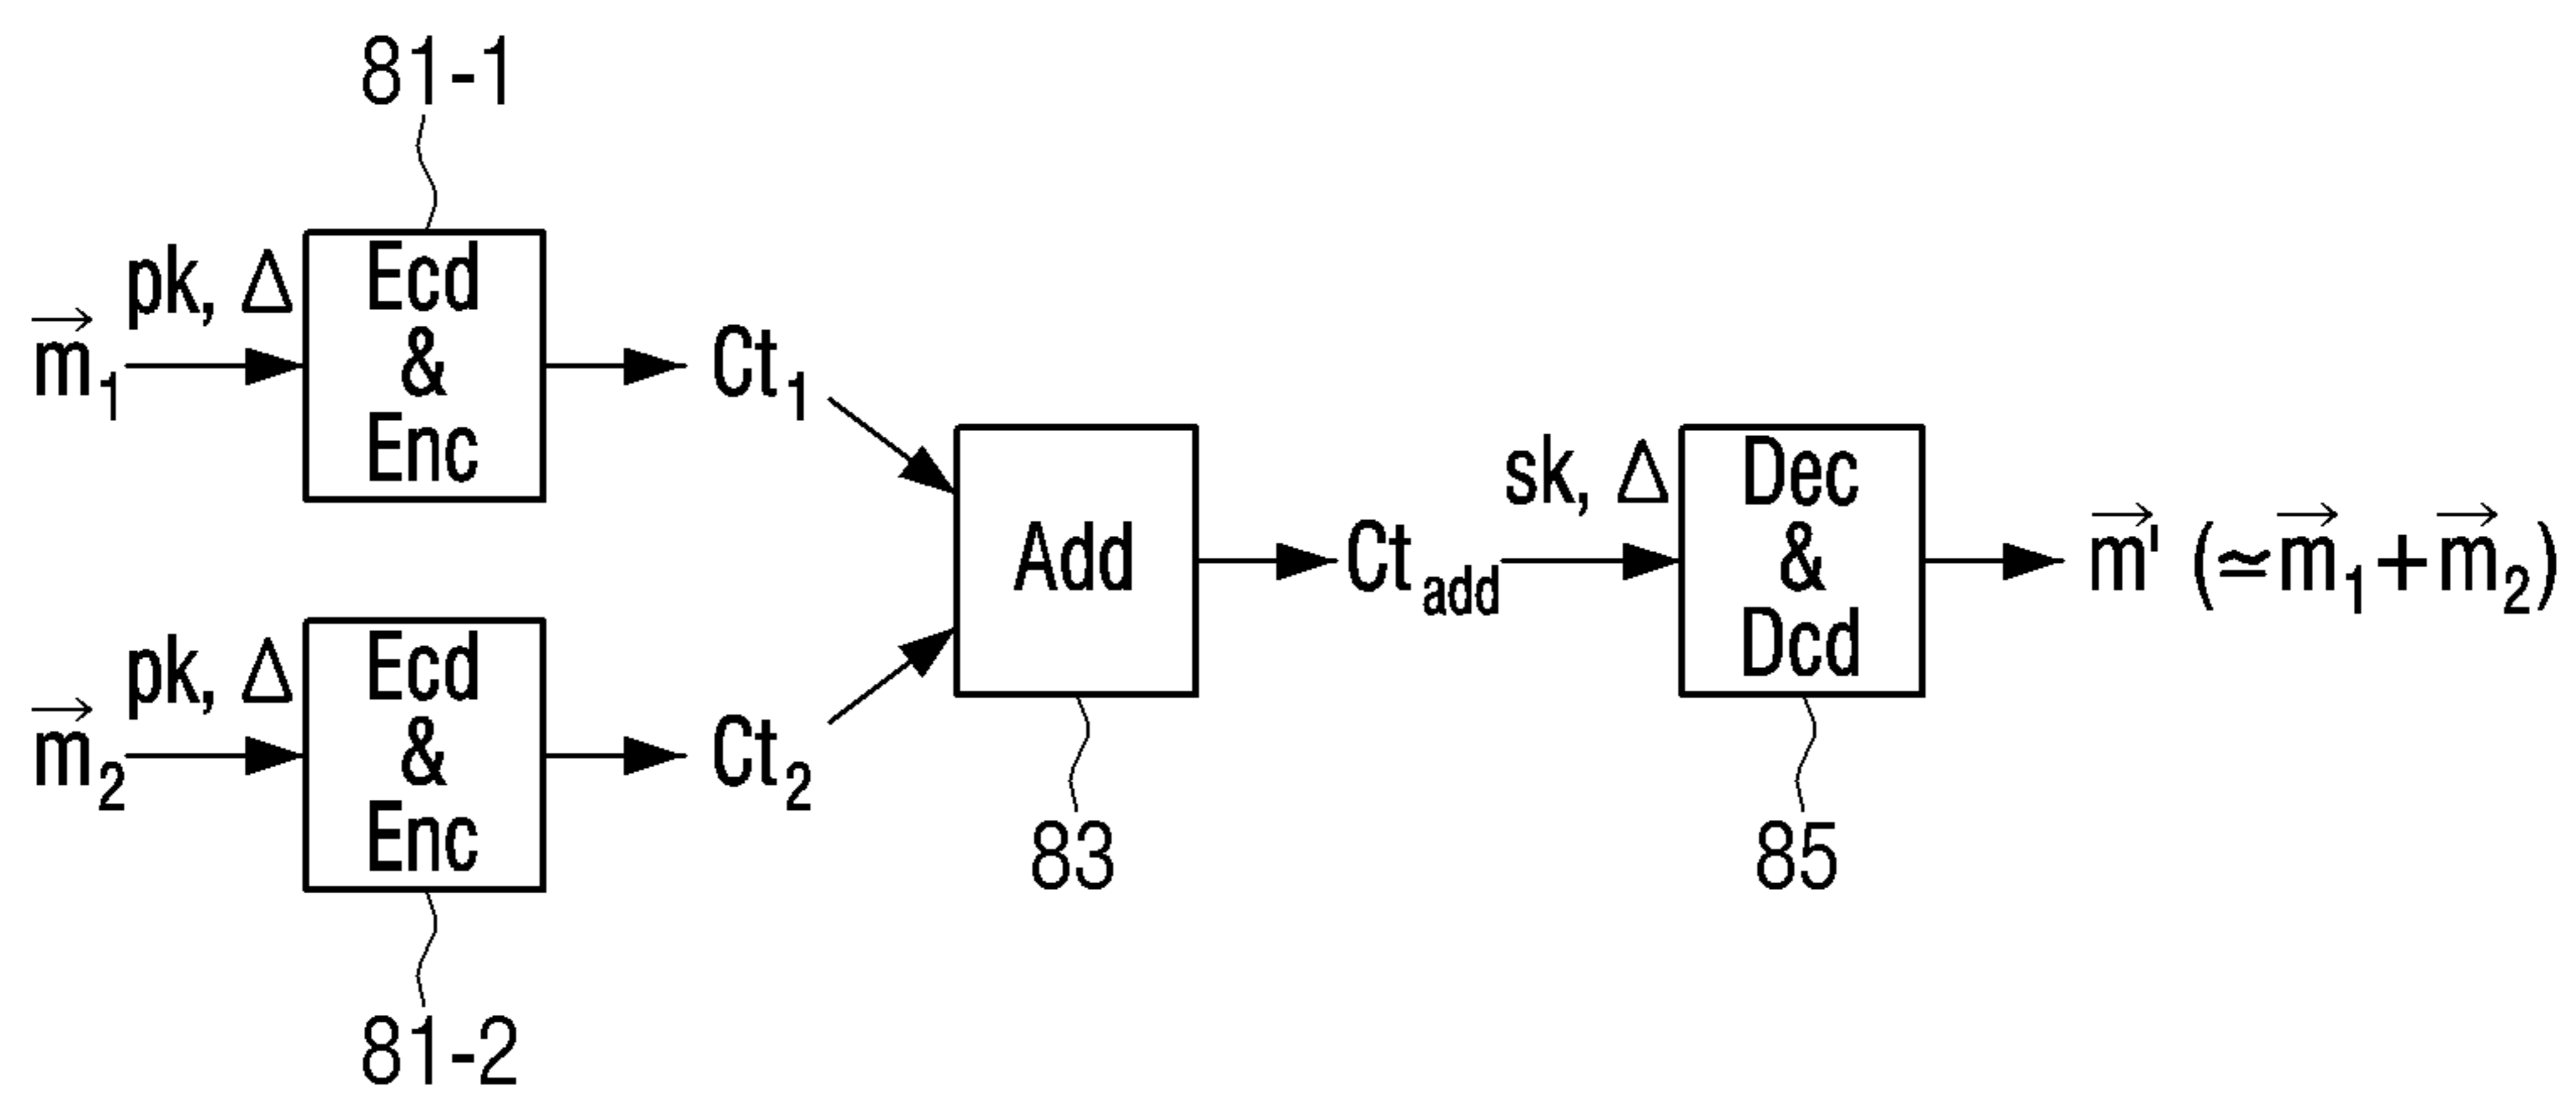 81-1
pk, Δ
m⃗1
Ecd
&
Enc
Ct1
pk, Δ
m⃗2
Ecd
&
Enc
Ct2
81-2
Add
83
Ctadd
sk, Δ
Dec
&
Dcd
85
m⃗' (≃m⃗1+m⃗2)